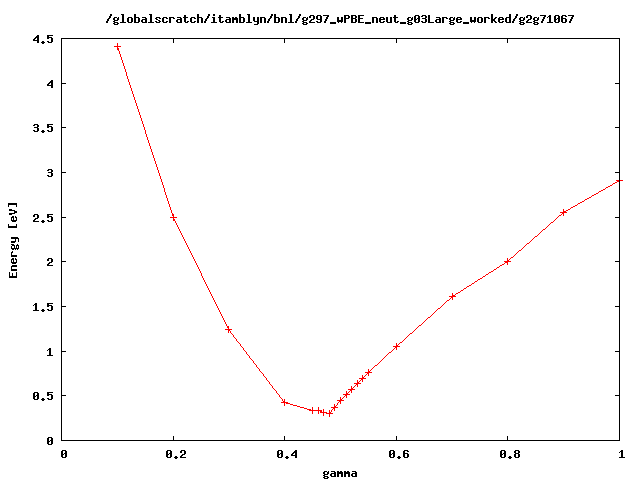 /globalscratch/itamblyn/bnl/g297_wPBE_neut_g03Large_worked/g2g71067
4.5
4
3.5
3
2.5
2
1.5
1
0.5
0
Energy [eV]
0 0.2 0.4 0.6 0.8 1
gamma